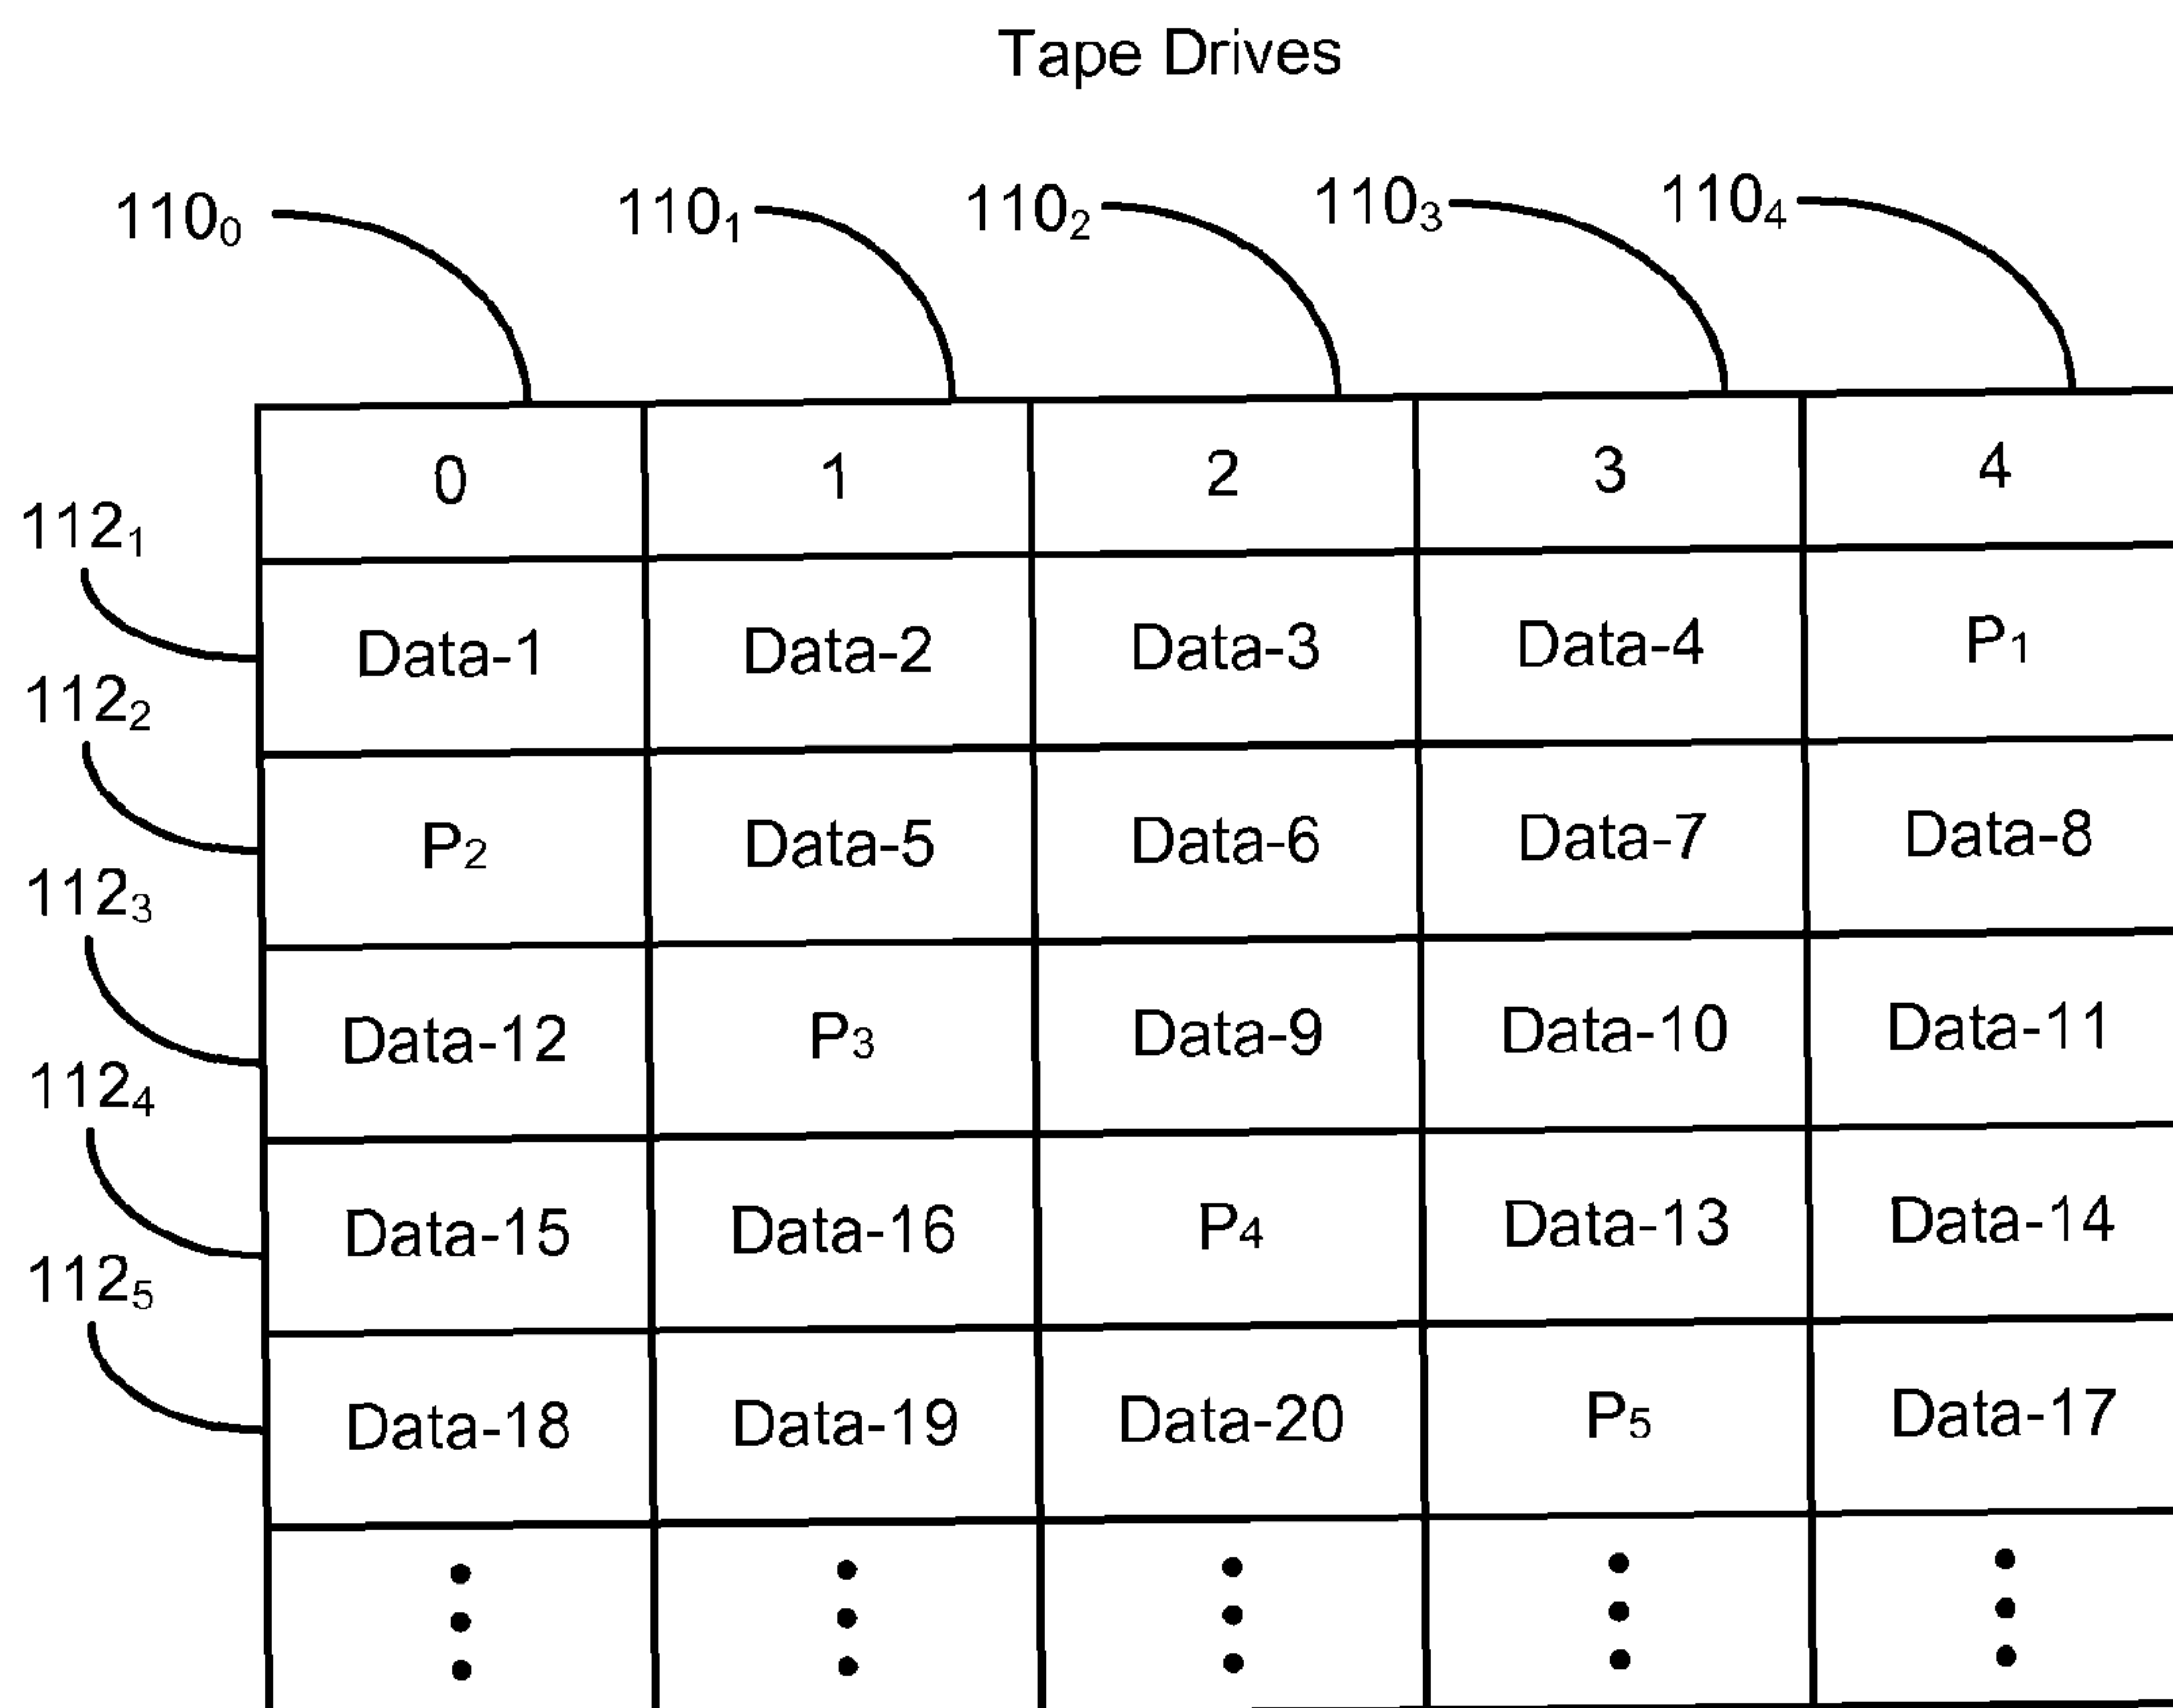 Tape Drives
110₀ 110₁ 110₂ 110₃ 110₄
0 1 2 3 4
112₁
Data-1 Data-2 Data-3 Data-4 P₁
112₂
P₂ Data-5 Data-6 Data-7 Data-8
112₃
Data-12 P₃ Data-9 Data-10 Data-11
112₄
Data-15 Data-16 P₄ Data-13 Data-14
112₅
Data-18 Data-19 Data-20 P₅ Data-17